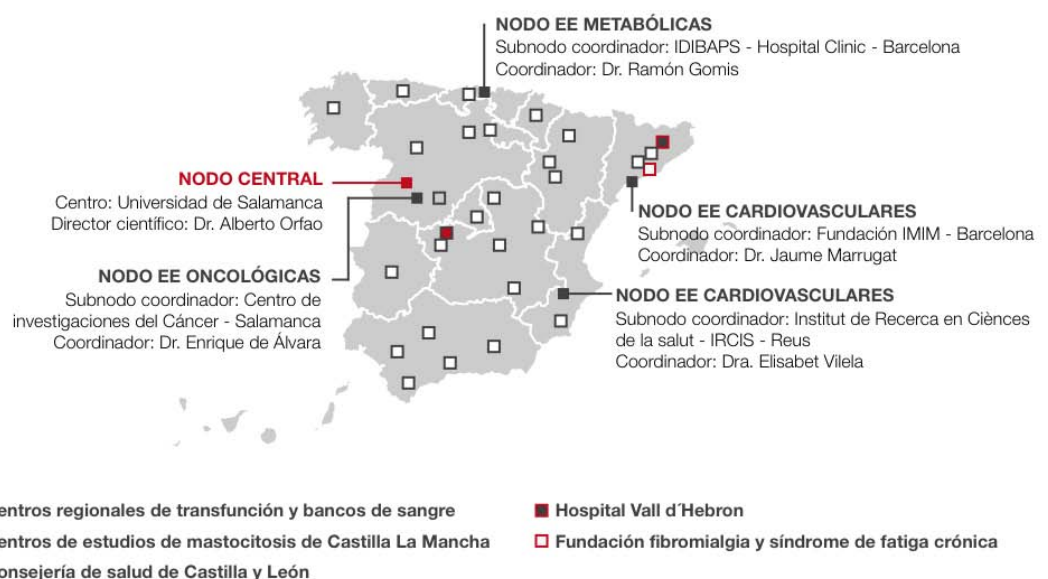 NODO EE METABÓLICAS
Subnodo coordinador: IDIBAPS - Hospital Clinic - Barcelona
Coordinador: Dr. Ramón Gomis
NODO CENTRAL
Centro: Universidad de Salamanca
Director científico: Dr. Alberto Orfao
NODO EE CARDIOVASCULARES
Subnodo coordinador: Fundación IMIM - Barcelona
Coordinador: Dr. Jaume Marrugat
NODO EE ONCOLÓGICAS
Subnodo coordinador: Centro de
investigaciones del Cáncer - Salamanca
Coordinador: Dr. Enrique de Álvara
NODO EE CARDIOVASCULARES
Subnodo coordinador: Institut de Recerca en Ciènces
de la salut - IRCIS - Reus
Coordinador: Dra. Elisabet Vilela
entros regionales de transfunción y bancos de sangre
entros de estudios de mastocitosis de Castilla La Mancha
onsejería de salud de Castilla y León
Hospital Vall d´Hebron
Fundación fibromialgia y síndrome de fatiga crónica